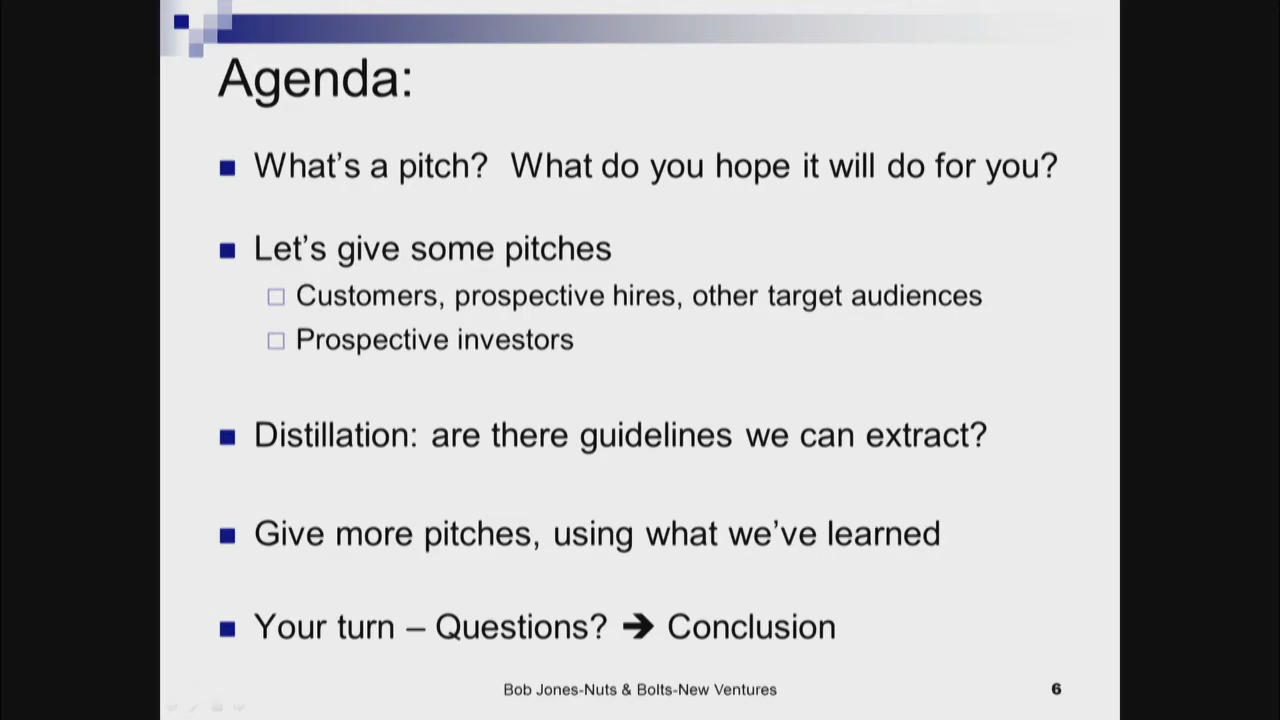 Agenda:
What's a pitch? What do you hope it will do for you?
Let's give some pitches
Customers, prospective hires, other target audiences
Prospective investors
Distillation: are there guidelines we can extract?
Give more pitches, using what we've learned
Your turn – Questions? ➔ Conclusion
Bob Jones-Nuts & Bolts-New Ventures
6